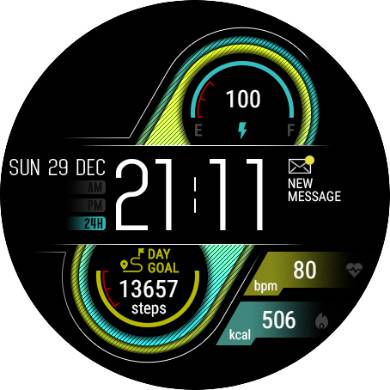 100
E F
SUN 29 DEC
AM
PM
24H
21:11
NEW
MESSAGE
DAY
GOAL
13657
steps
80
bpm
506
kcal